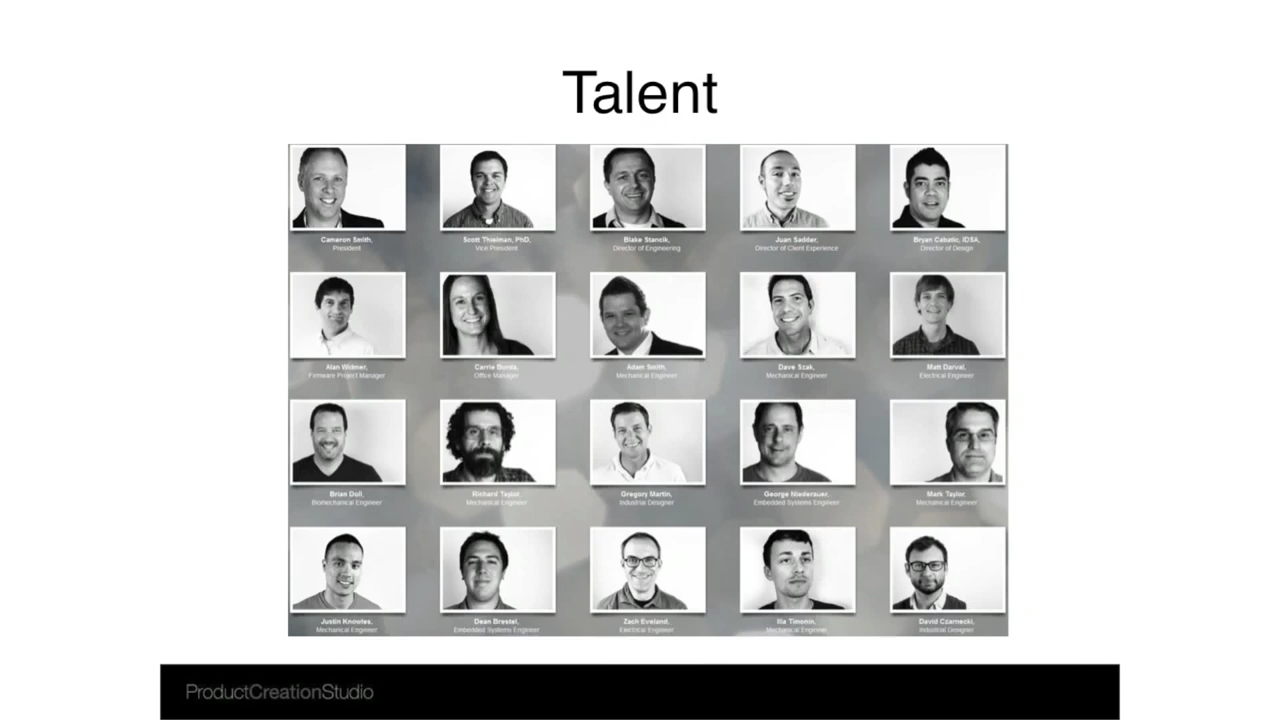 Talent
Cameron Smith,
President
Scott Thielman, PhD,
Vice President
Blake Stancik,
Director of Engineering
Juan Sadder,
Director of Client Experience
Bryan Cabatic, IDSA,
Director of Design
Alan Widmer,
Firmware Project Manager
Carrie Borda,
Office Manager
Adam Smith,
Mechanical Engineer
Dave Szak,
Mechanical Engineer
Matt Darval,
Electrical Engineer
Brian Doll,
Biomechanical Engineer
Richard Taylor,
Mechanical Engineer
Gregory Martin,
Industrial Designer
George Niederauer,
Embedded Systems Engineer
Mark Taylor,
Mechanical Engineer
Justin Knowles,
Mechanical Engineer
Dean Brestel,
Embedded Systems Engineer
Zach Eveland,
Electrical Engineer
Illa Timonin,
Mechanical Engineer
David Czarnecki,
Industrial Designer
ProductCreationStudio